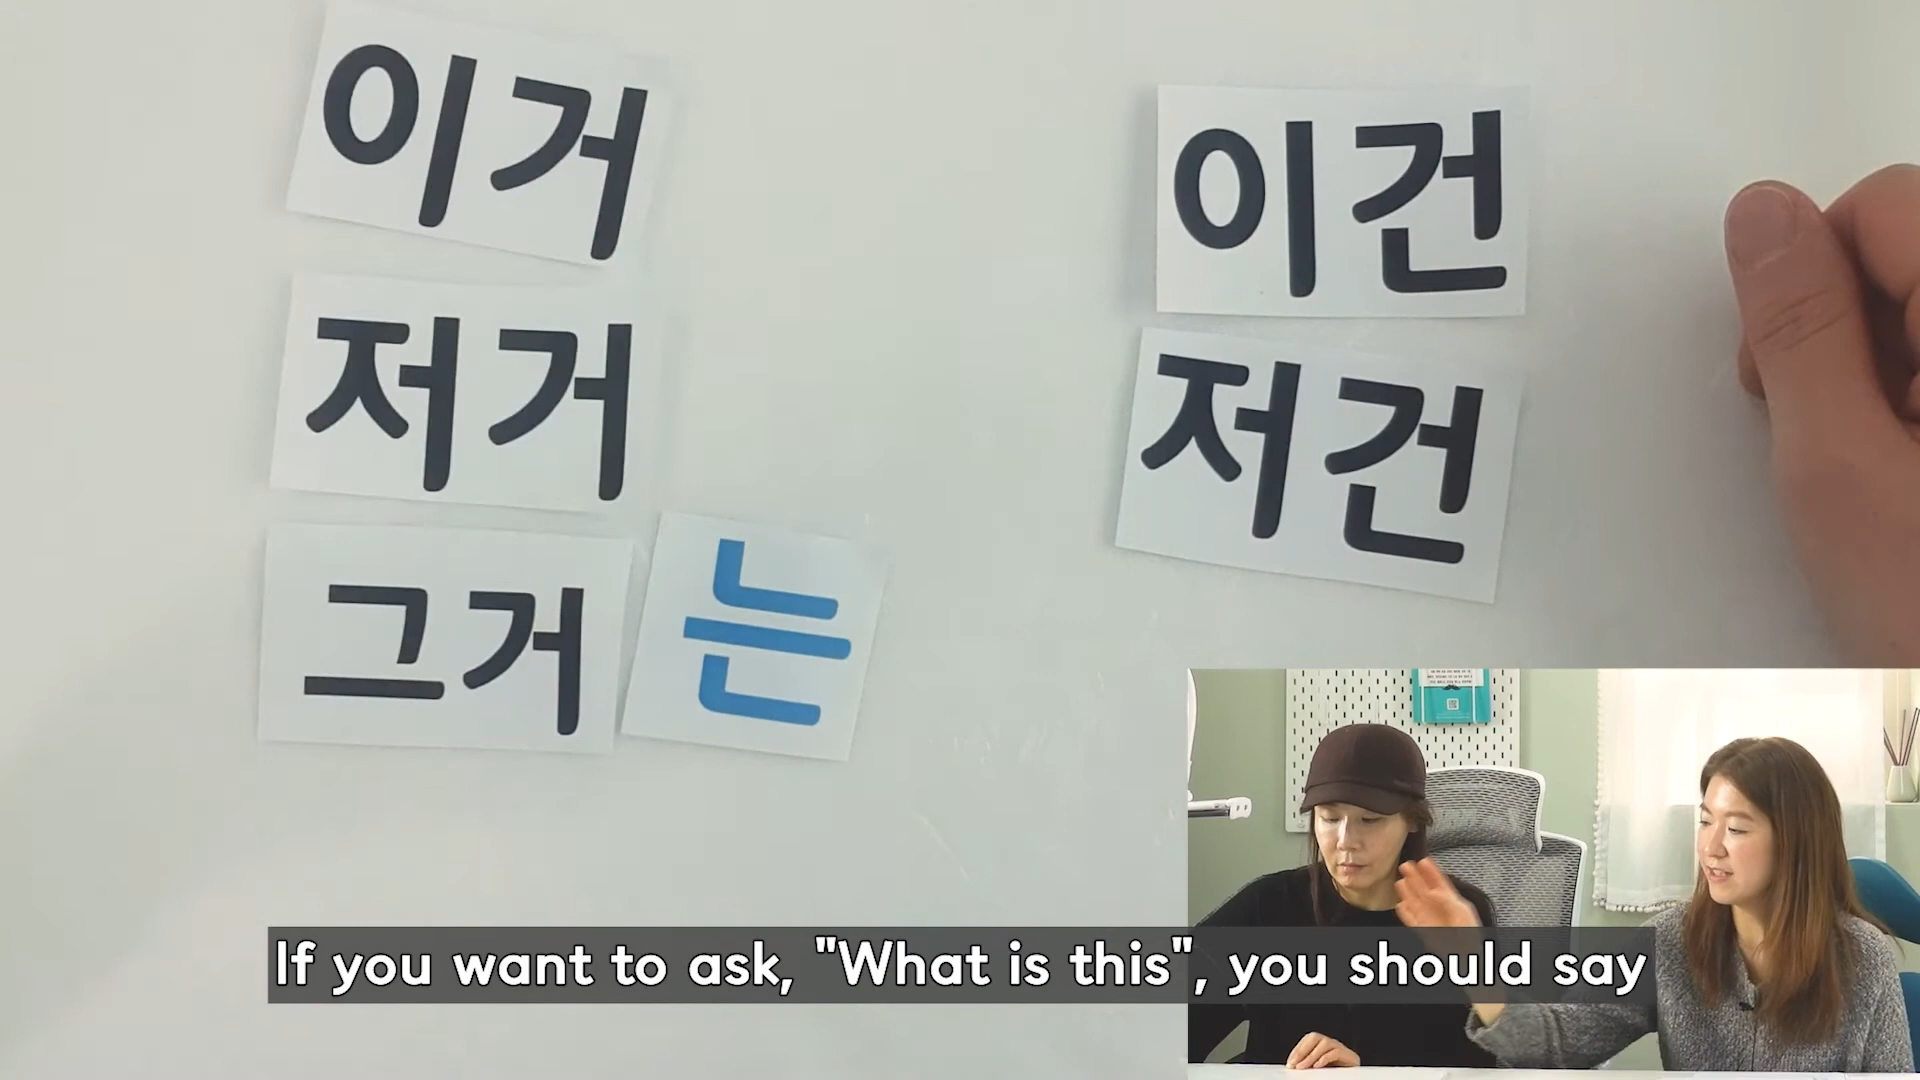 이거
저거
그거 는
이건
저건
If you want to ask, "What is this", you should say